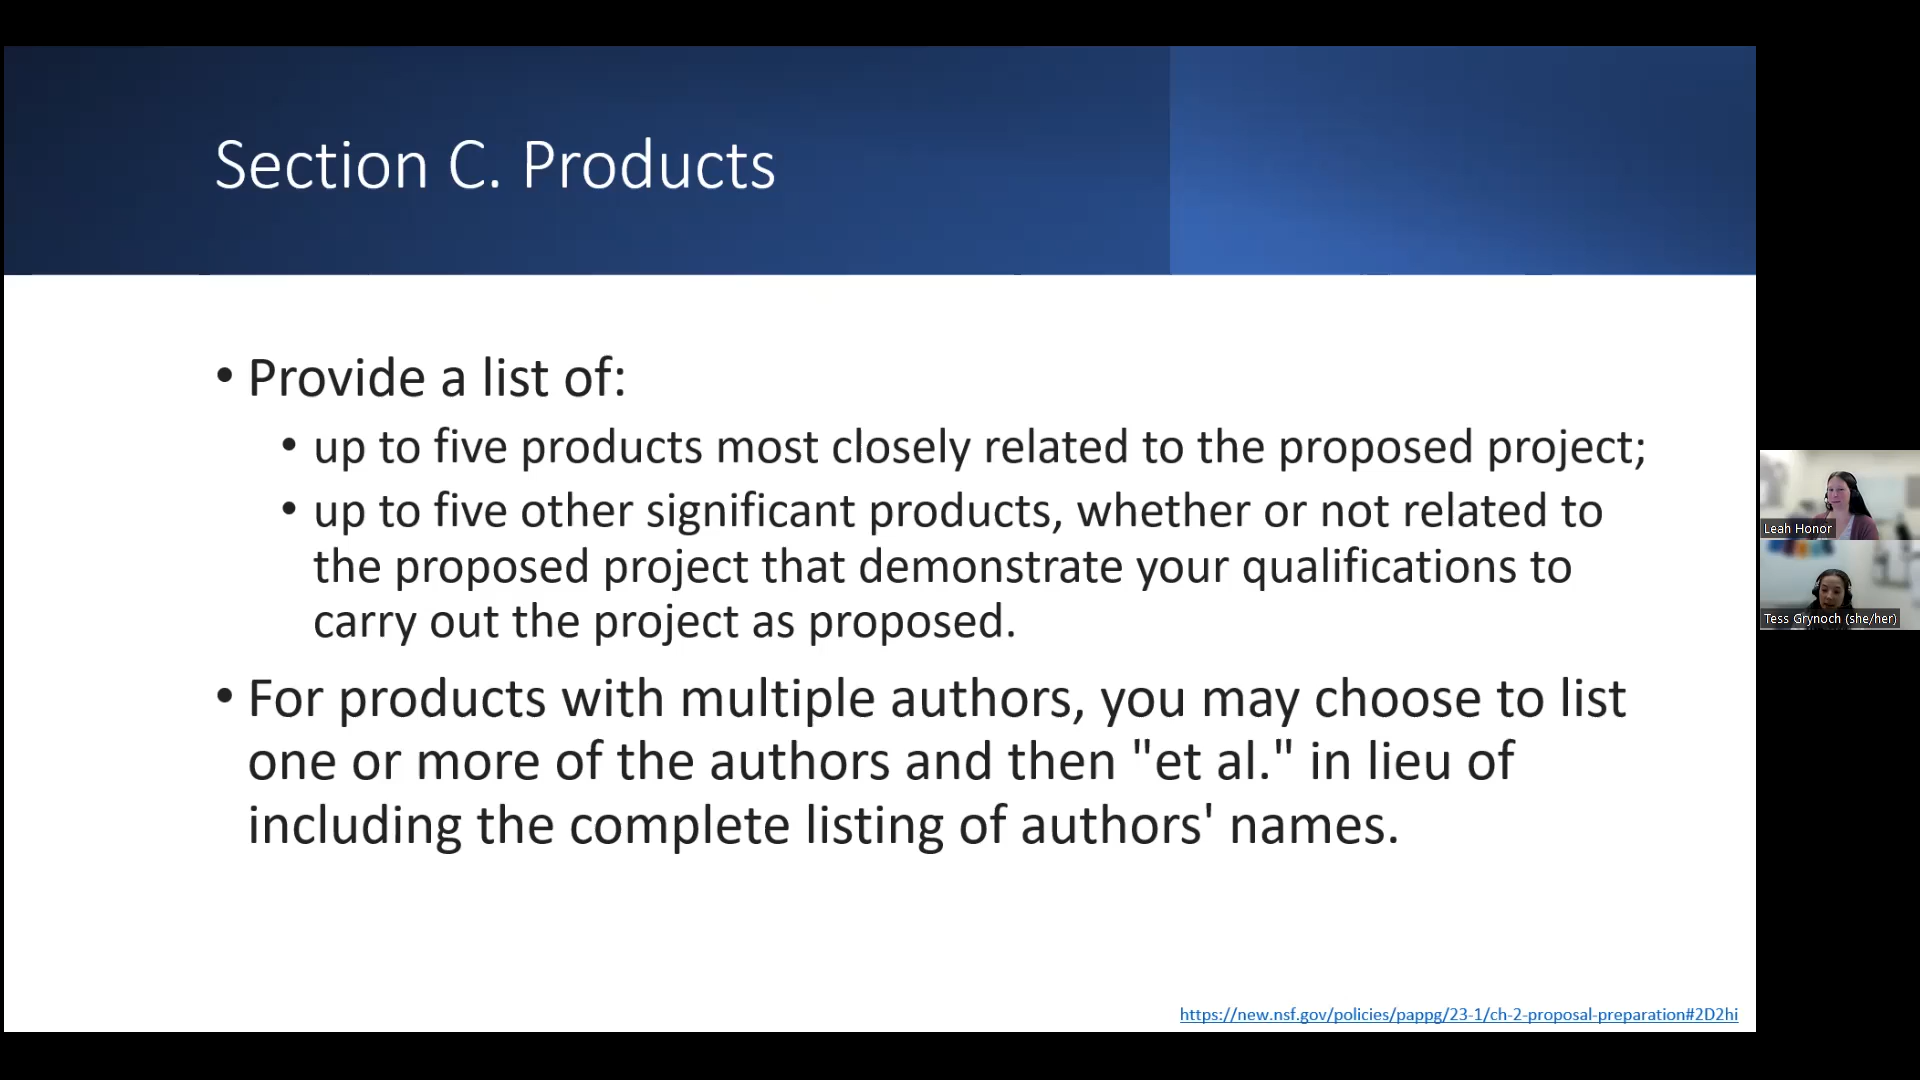 Section C. Products
• Provide a list of:
• up to five products most closely related to the proposed project;
• up to five other significant products, whether or not related to
the proposed project that demonstrate your qualifications to
carry out the project as proposed.
• For products with multiple authors, you may choose to list
one or more of the authors and then "et al." in lieu of
including the complete listing of authors' names.
https://new.nsf.gov/policies/pappg/23-1/ch-2-proposal-preparation#2D2hi
Leah Honor
Tess Grynoch (she/her)